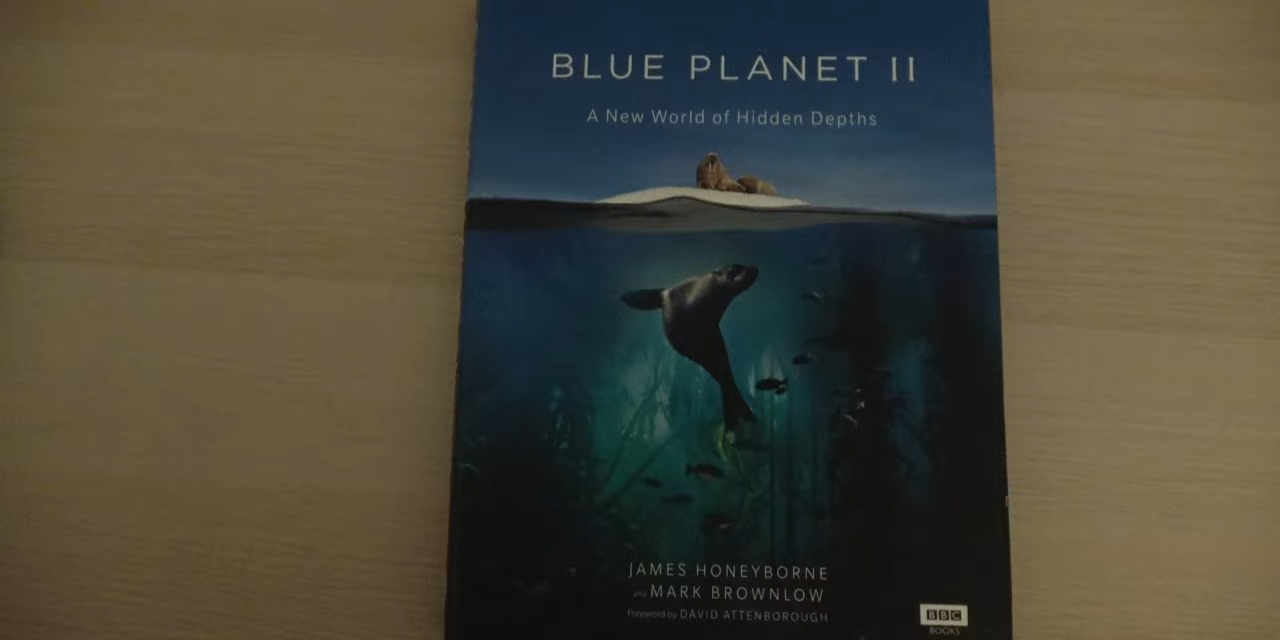 BLUE PLANET II
A New World of Hidden Depths
JAMES HONEYBORNE
and MARK BROWNLOW
Foreword by DAVID ATTENBOROUGH
BBC
BOOKS